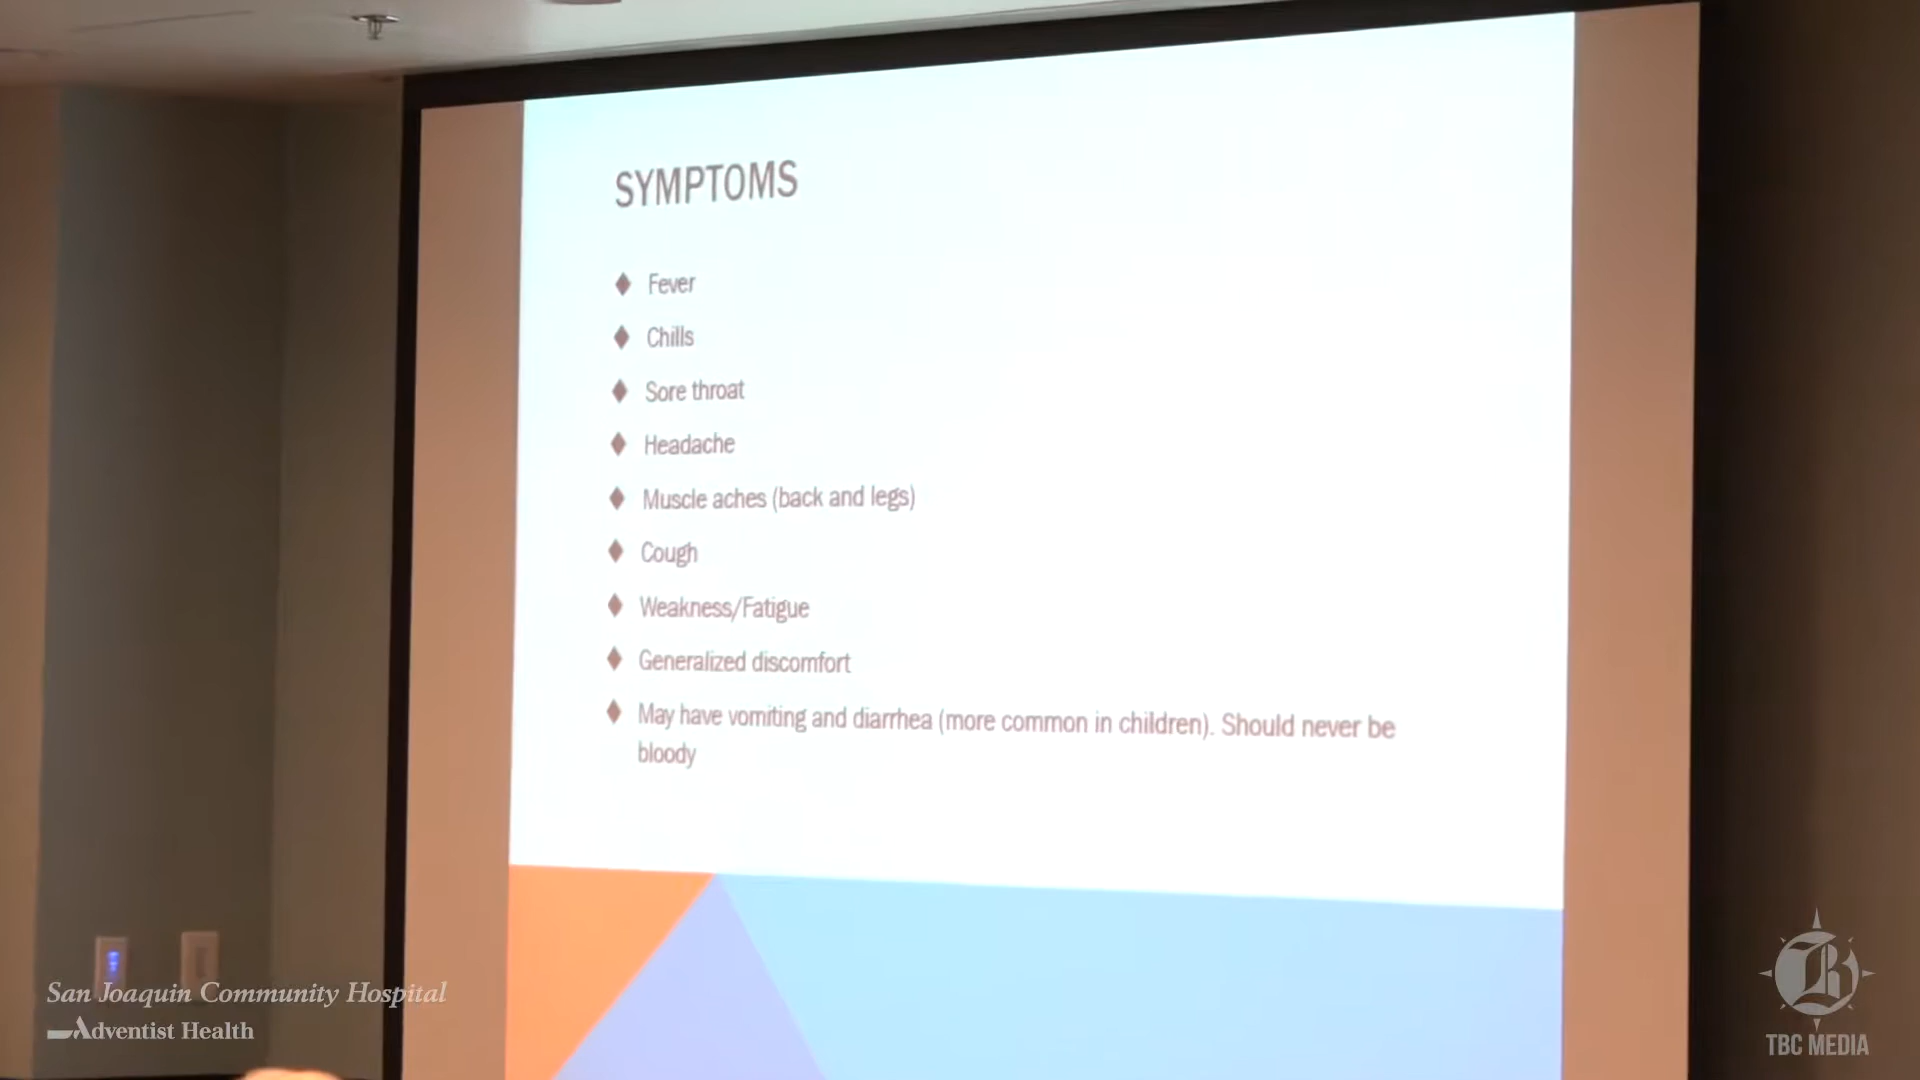 SYMPTOMS
Fever
Chills
Sore throat
Headache
Muscle aches (back and legs)
Cough
Weakness/Fatigue
Generalized discomfort
May have vomiting and diarrhea (more common in children). Should never be
bloody
San Joaquin Community Hospital
Adventist Health
B
TBC MEDIA